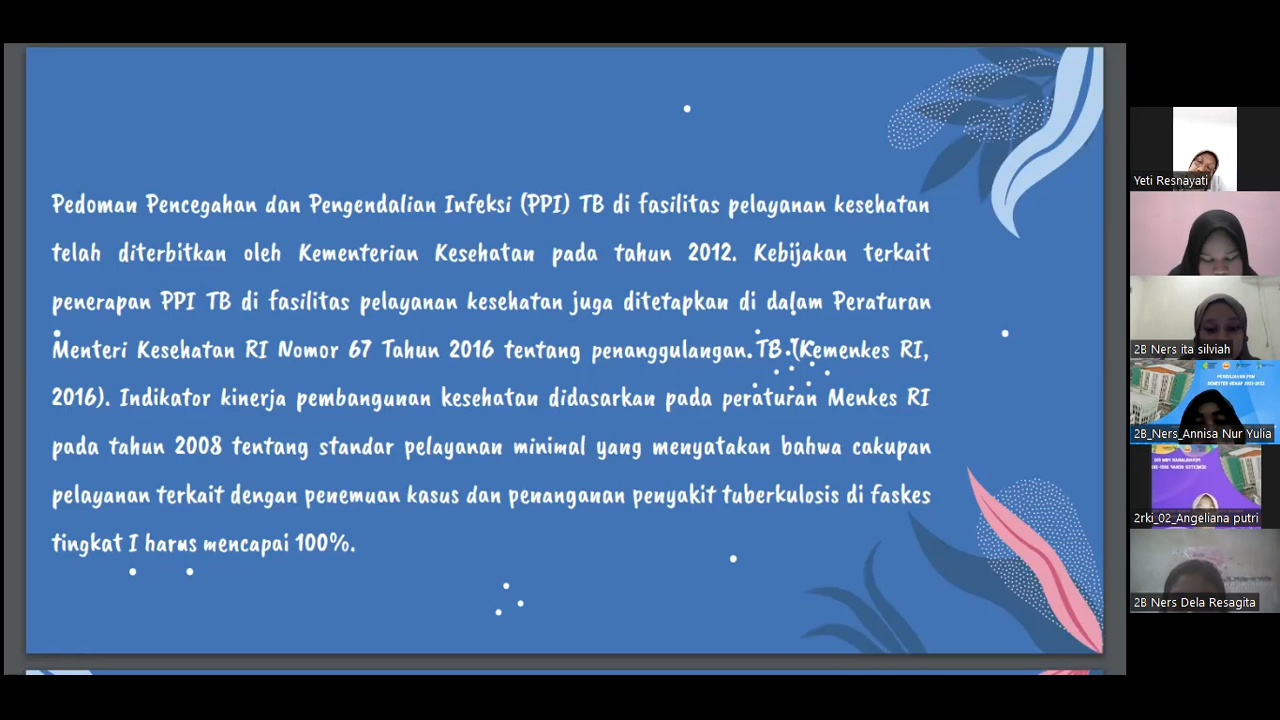 Pedoman Pencegahan dan Pengendalian Infeksi (PPI) TB di fasilitas pelayanan kesehatan
telah diterbitkan oleh Kementerian Kesehatan pada tahun 2012. Kebijakan terkait
penerapan PPI TB di fasilitas pelayanan kesehatan juga ditetapkan di dalam Peraturan
Menteri Kesehatan RI Nomor 67 Tahun 2016 tentang penanggulangan TB (Kemenkes RI,
2016). Indikator kinerja pembangunan kesehatan didasarkan pada peraturan Menkes RI
pada tahun 2008 tentang standar pelayanan minimal yang menyatakan bahwa cakupan
pelayanan terkait dengan penemuan kasus dan penanganan penyakit tuberkulosis di faskes
tingkat I harus mencapai 100%.
Yeti Resnayati
2B Ners ita silviah
2B_Ners_Annisa Nur Yulia
2rki_02_Angeliana putri
2B Ners Dela Resagita